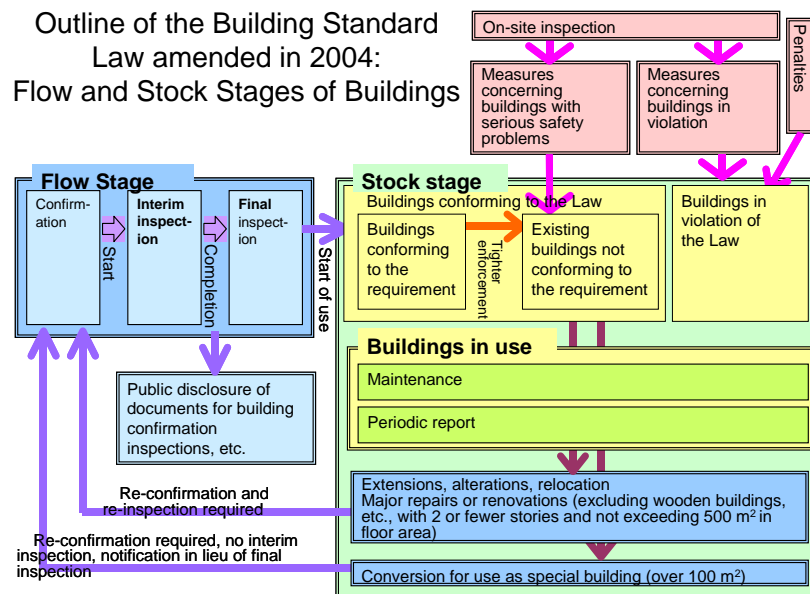 Outline of the Building Standard
Law amended in 2004:
Flow and Stock Stages of Buildings
On-site inspection
Penalties
Measures
concerning
buildings with
serious safety
problems
Measures
concerning
buildings in
violation
Flow Stage
Confirm-
ation
Start
Interim
inspect-
ion
Completion
Final
inspect-
ion
Start of use
Stock stage
Buildings conforming to the Law
Buildings
conforming
to the
requirement
Tighter
enforcement
Existing
buildings not
conforming to
the requirement
Buildings in
violation of
the Law
Public disclosure of
documents for building
confirmation
inspections, etc.
Buildings in use
Maintenance
Periodic report
Re-confirmation and
re-inspection required
Extensions, alterations, relocation
Major repairs or renovations (excluding wooden buildings,
etc., with 2 or fewer stories and not exceeding 500 m² in
floor area)
Re-confirmation required, no interim
inspection, notification in lieu of final
inspection
Conversion for use as special building (over 100 m²)